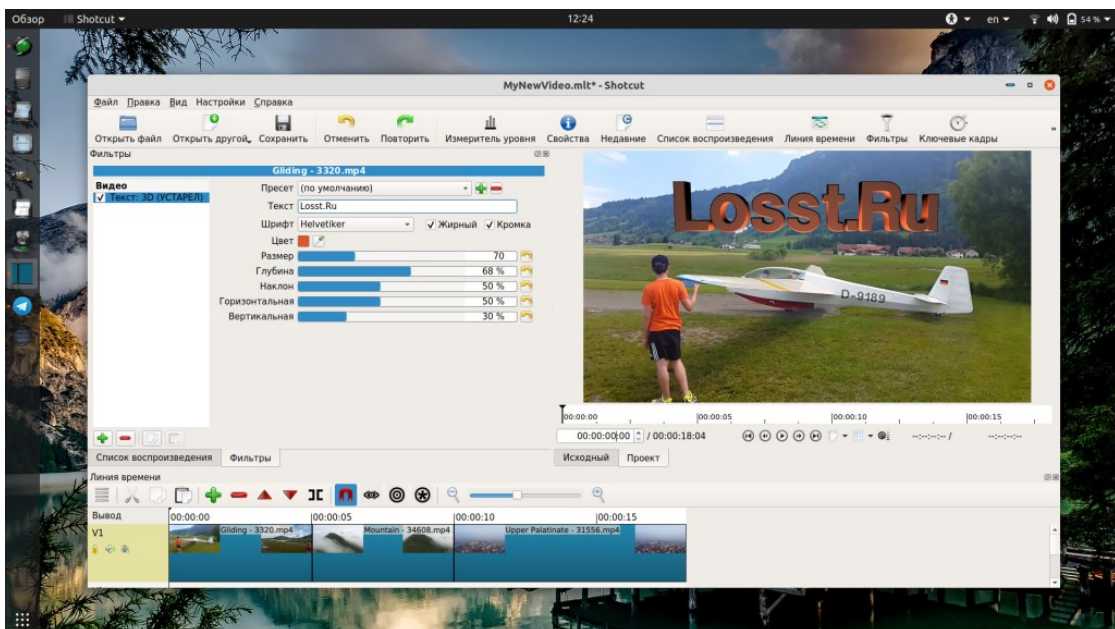 Обзор Shotcut 12:24 en 54 %
MyNewVideo.mlt* - Shotcut
Файл Правка Вид Настройки Справка
Открыть файл Открыть другой.. Сохранить Отменить Повторить Измеритель уровня Свойства Недавние Список воспроизведения Линия времени Фильтры Ключевые кадры »
Фильтры
Gliding - 3320.mp4
Видео
Текст: 3D (УСТАРЕЛ)
Пресет (по умолчанию)
Текст Losst.Ru
Шрифт Helvetiker Жирный Кромка
Цвет
Размер 70
Глубина 68 %
Наклон 50 %
Горизонтальная 50 %
Вертикальная 30 %
Losst.Ru
D-9189
00:00:00 00:00:05 00:00:10 00:00:15
00:00:00:00 / 00:00:18:04 --:--:--:-- / --:--:--:--
Список воспроизведения Фильтры
Исходный Проект
Линия времени
Вывод 00:00:00 00:00:05 00:00:10 00:00:15
V1 Gliding - 3320.mp4 Mountain - 34608.mp4 Upper Palatinate - 31556.mp4